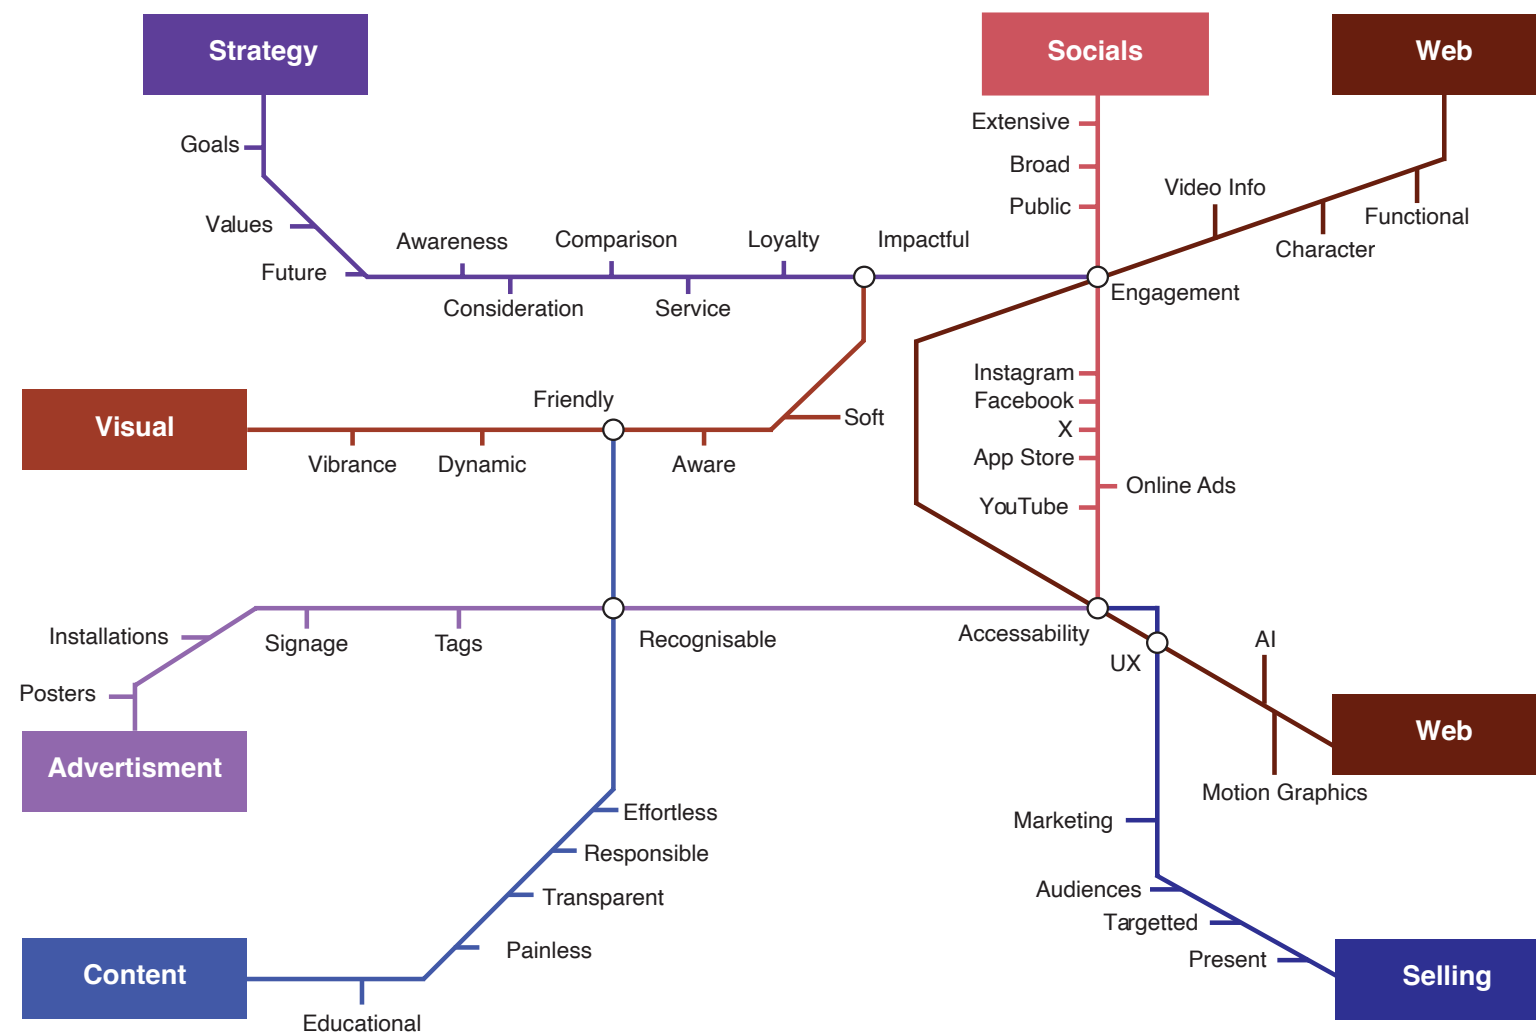 Strategy
Socials
Web
Extensive
Goals
Broad
Video Info
Public
Functional
Values
Awareness
Comparison
Loyalty
Impactful
Character
Future
Engagement
Consideration
Service
Instagram
Friendly
Facebook
Visual
Soft
X
Vibrance
Dynamic
Aware
App Store
Online Ads
YouTube
Installations
Signage
Tags
Recognisable
Accessability
AI
UX
Posters
Web
Advertisment
Motion Graphics
Effortless
Marketing
Responsible
Audiences
Transparent
Targetted
Painless
Present
Content
Selling
Educational